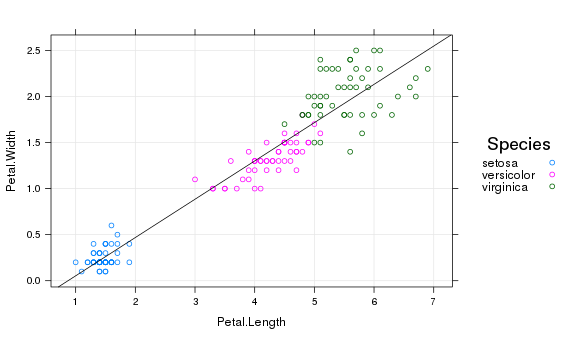 2.5
2.0
1.5
1.0
0.5
0.0
Petal.Width
1 2 3 4 5 6 7
Petal.Length
Species
setosa
versicolor
virginica